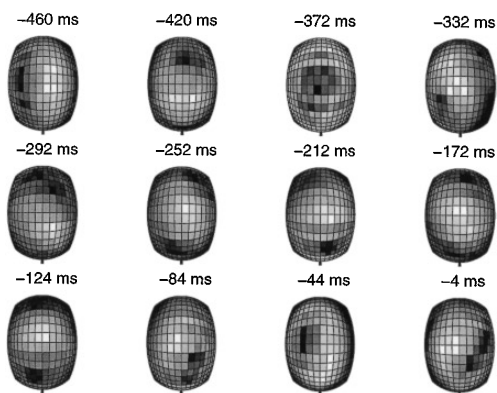 −460 ms −420 ms −372 ms −332 ms
−292 ms −252 ms −212 ms −172 ms
−124 ms −84 ms −44 ms −4 ms